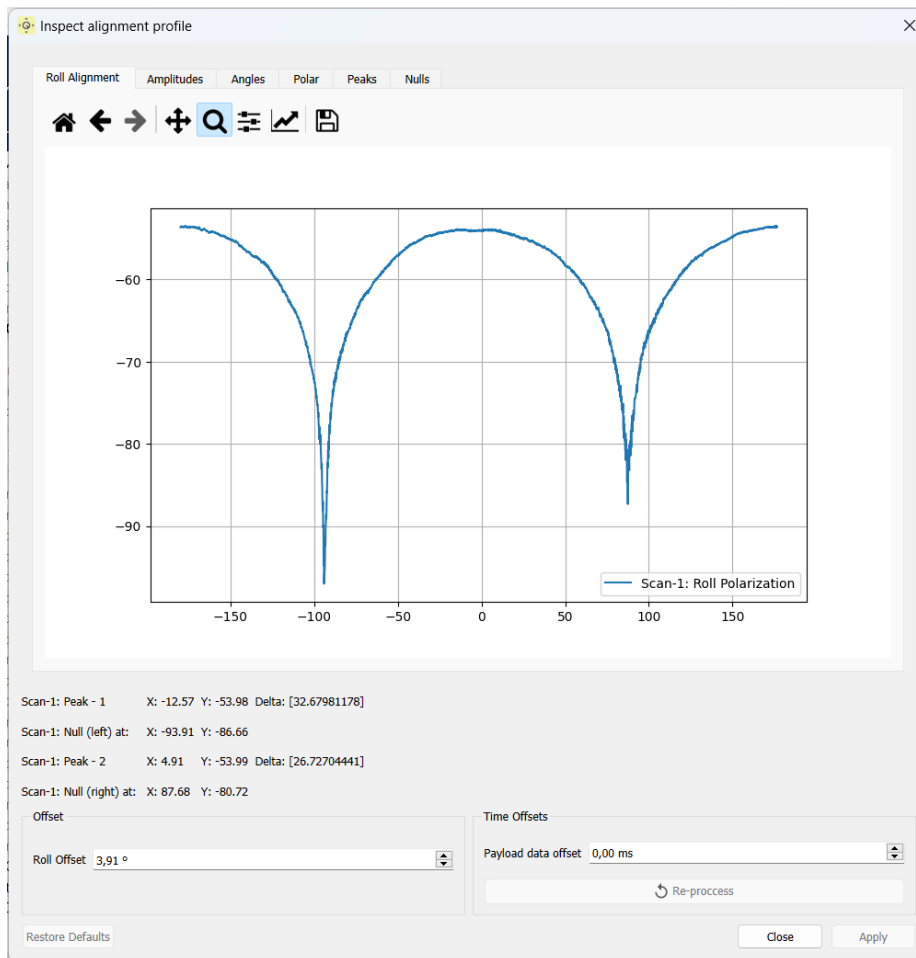 Inspect alignment profile
Roll Alignment Amplitudes Angles Polar Peaks Nulls
−60
−70
−80
−90
Scan-1: Roll Polarization
−150 −100 −50 0 50 100 150
Scan-1: Peak - 1 X: -12.57 Y: -53.98 Delta: [32.67981178]
Scan-1: Null (left) at: X: -93.91 Y: -86.66
Scan-1: Peak - 2 X: 4.91 Y: -53.99 Delta: [26.72704441]
Scan-1: Null (right) at: X: 87.68 Y: -80.72
Offset
Roll Offset 3,91 º
Time Offsets
Payload data offset 0,00 ms
Re-proccess
Restore Defaults Close Apply